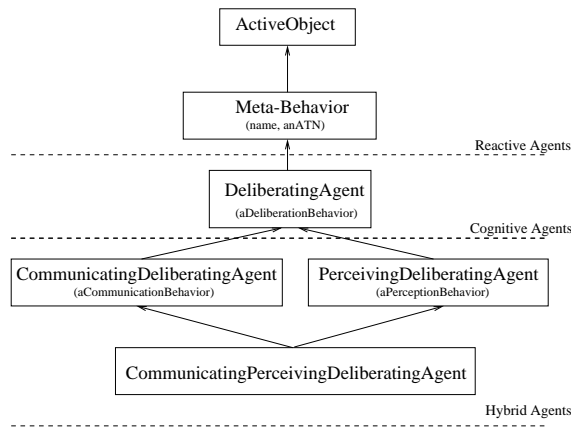 ActiveObject
Meta-Behavior
(name, anATN)
Reactive Agents
DeliberatingAgent
(aDeliberationBehavior)
Cognitive Agents
CommunicatingDeliberatingAgent
(aCommunicationBehavior)
PerceivingDeliberatingAgent
(aPerceptionBehavior)
CommunicatingPerceivingDeliberatingAgent
Hybrid Agents